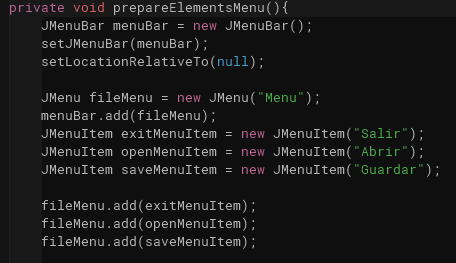 private void prepareElementsMenu(){
JMenuBar menuBar = new JMenuBar();
setJMenuBar(menuBar);
setLocationRelativeTo(null);
JMenu fileMenu = new JMenu("Menu");
menuBar.add(fileMenu);
JMenuItem exitMenuItem = new JMenuItem("Salir");
JMenuItem openMenuItem = new JMenuItem("Abrir");
JMenuItem saveMenuItem = new JMenuItem("Guardar");
fileMenu.add(exitMenuItem);
fileMenu.add(openMenuItem);
fileMenu.add(saveMenuItem);